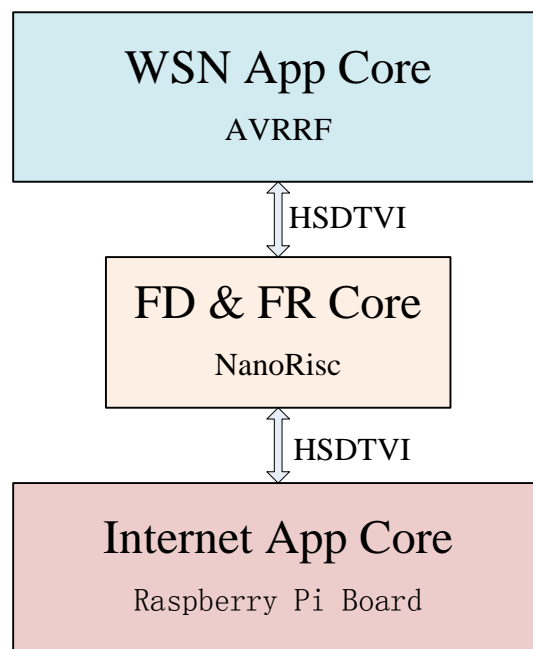 WSN App Core
AVRRF
HSDTVI
FD & FR Core
NanoRisc
HSDTVI
Internet App Core
Raspberry Pi Board